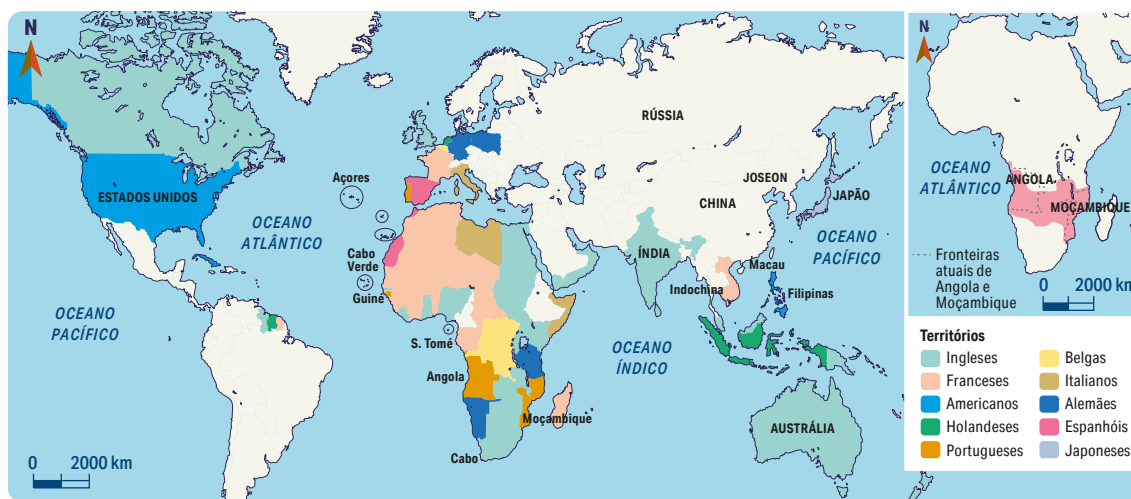 N
RÚSSIA
ESTADOS UNIDOS
Açores
JOSEON
JAPÃO
CHINA
OCEANO
ATLÂNTICO
Cabo
Verde
Guiné
ÍNDIA
Macau
OCEANO
PACÍFICO
Indochina
Filipinas
OCEANO
PACÍFICO
S. Tomé
OCEANO
ÍNDICO
Angola
Moçambique
AUSTRÁLIA
Cabo
0 2000 km
N
OCEANO
ATLÂNTICO
ANGOLA
MOÇAMBIQUE
Fronteiras
atuais de
Angola e
Moçambique
0 2000 km
Territórios
Ingleses
Franceses
Americanos
Holandeses
Portugueses
Belgas
Italianos
Alemães
Espanhóis
Japoneses